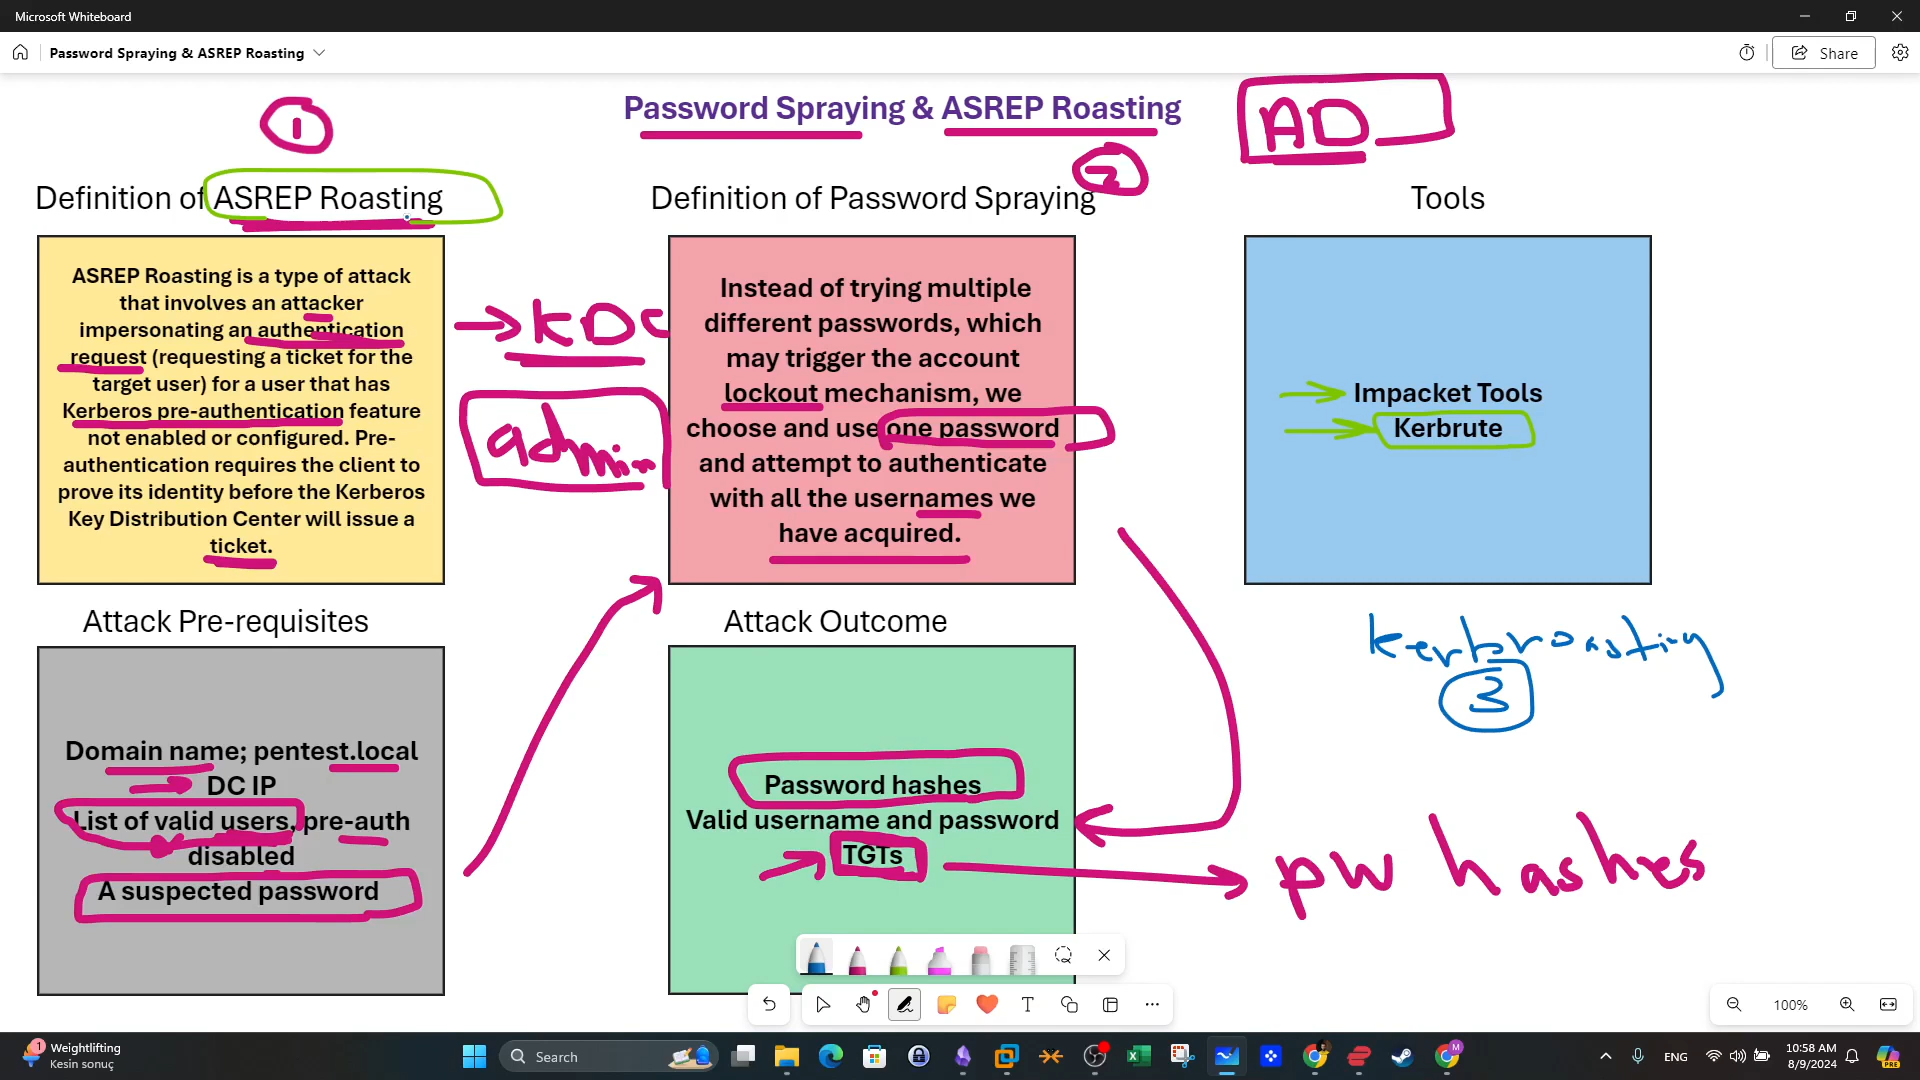 Microsoft Whiteboard
Password Spraying & ASREP Roasting
Share
1
Password Spraying & ASREP Roasting
AD
2
Definition of ASREP Roasting
ASREP Roasting is a type of attack
that involves an attacker
impersonating an authentication
request (requesting a ticket for the
target user) for a user that has
Kerberos pre-authentication feature
not enabled or configured. Pre-
authentication requires the client to
prove its identity before the Kerberos
Key Distribution Center will issue a
ticket.
KDC
admin
Definition of Password Spraying
Instead of trying multiple
different passwords, which
may trigger the account
lockout mechanism, we
choose and use one password
and attempt to authenticate
with all the usernames we
have acquired.
Tools
Impacket Tools
Kerbrute
kerbroasting
3
Attack Pre-requisites
Domain name; pentest.local
DC IP
List of valid users, pre-auth
disabled
A suspected password
Attack Outcome
Password hashes
Valid username and password
TGTs
pw hashes
T
100%
1
Weightlifting
Kesin sonuç
Search
M
ENG
10:58 AM
8/9/2024
PRE